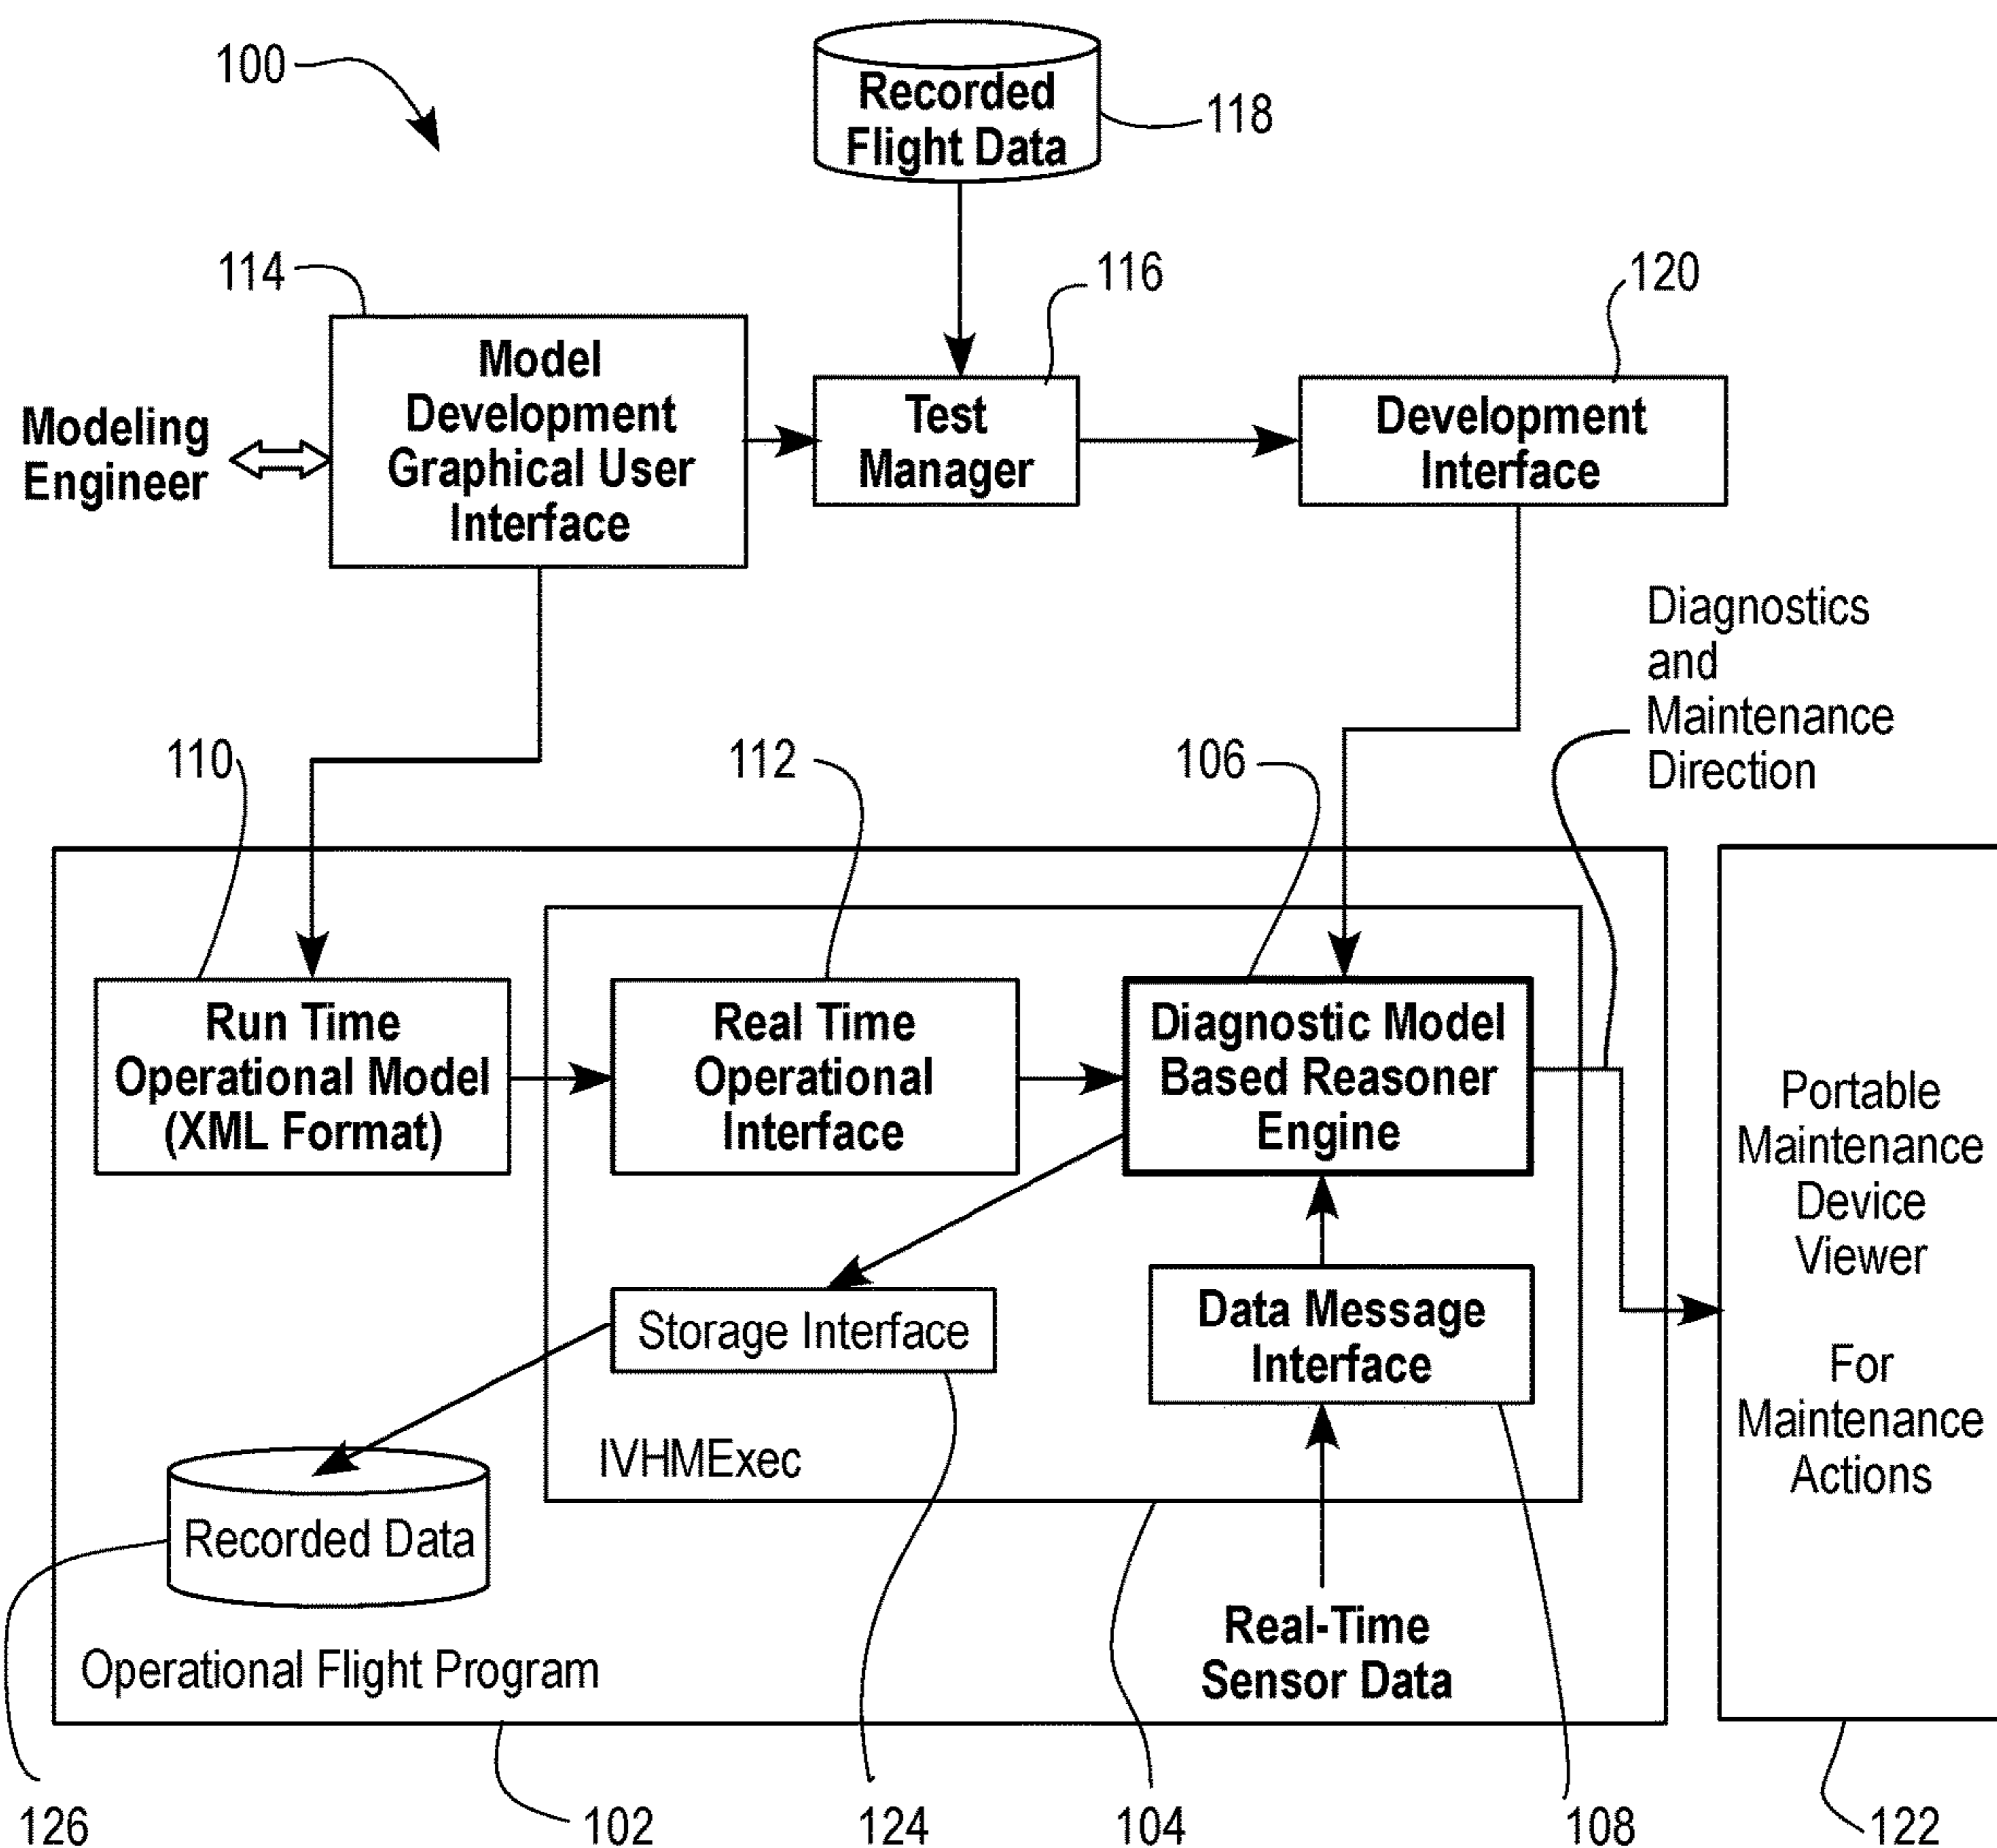 100
Recorded
Flight Data
118
114
116
120
Modeling
Engineer
Model
Development
Graphical User
Interface
Test
Manager
Development
Interface
Diagnostics
and
Maintenance
Direction
110
112
106
Run Time
Operational Model
(XML Format)
Real Time
Operational
Interface
Diagnostic Model
Based Reasoner
Engine
Portable
Maintenance
Device
Viewer
For
Maintenance
Actions
Storage Interface
Data Message
Interface
IVHMExec
Recorded Data
Real-Time
Sensor Data
Operational Flight Program
126
102
124
104
108
122